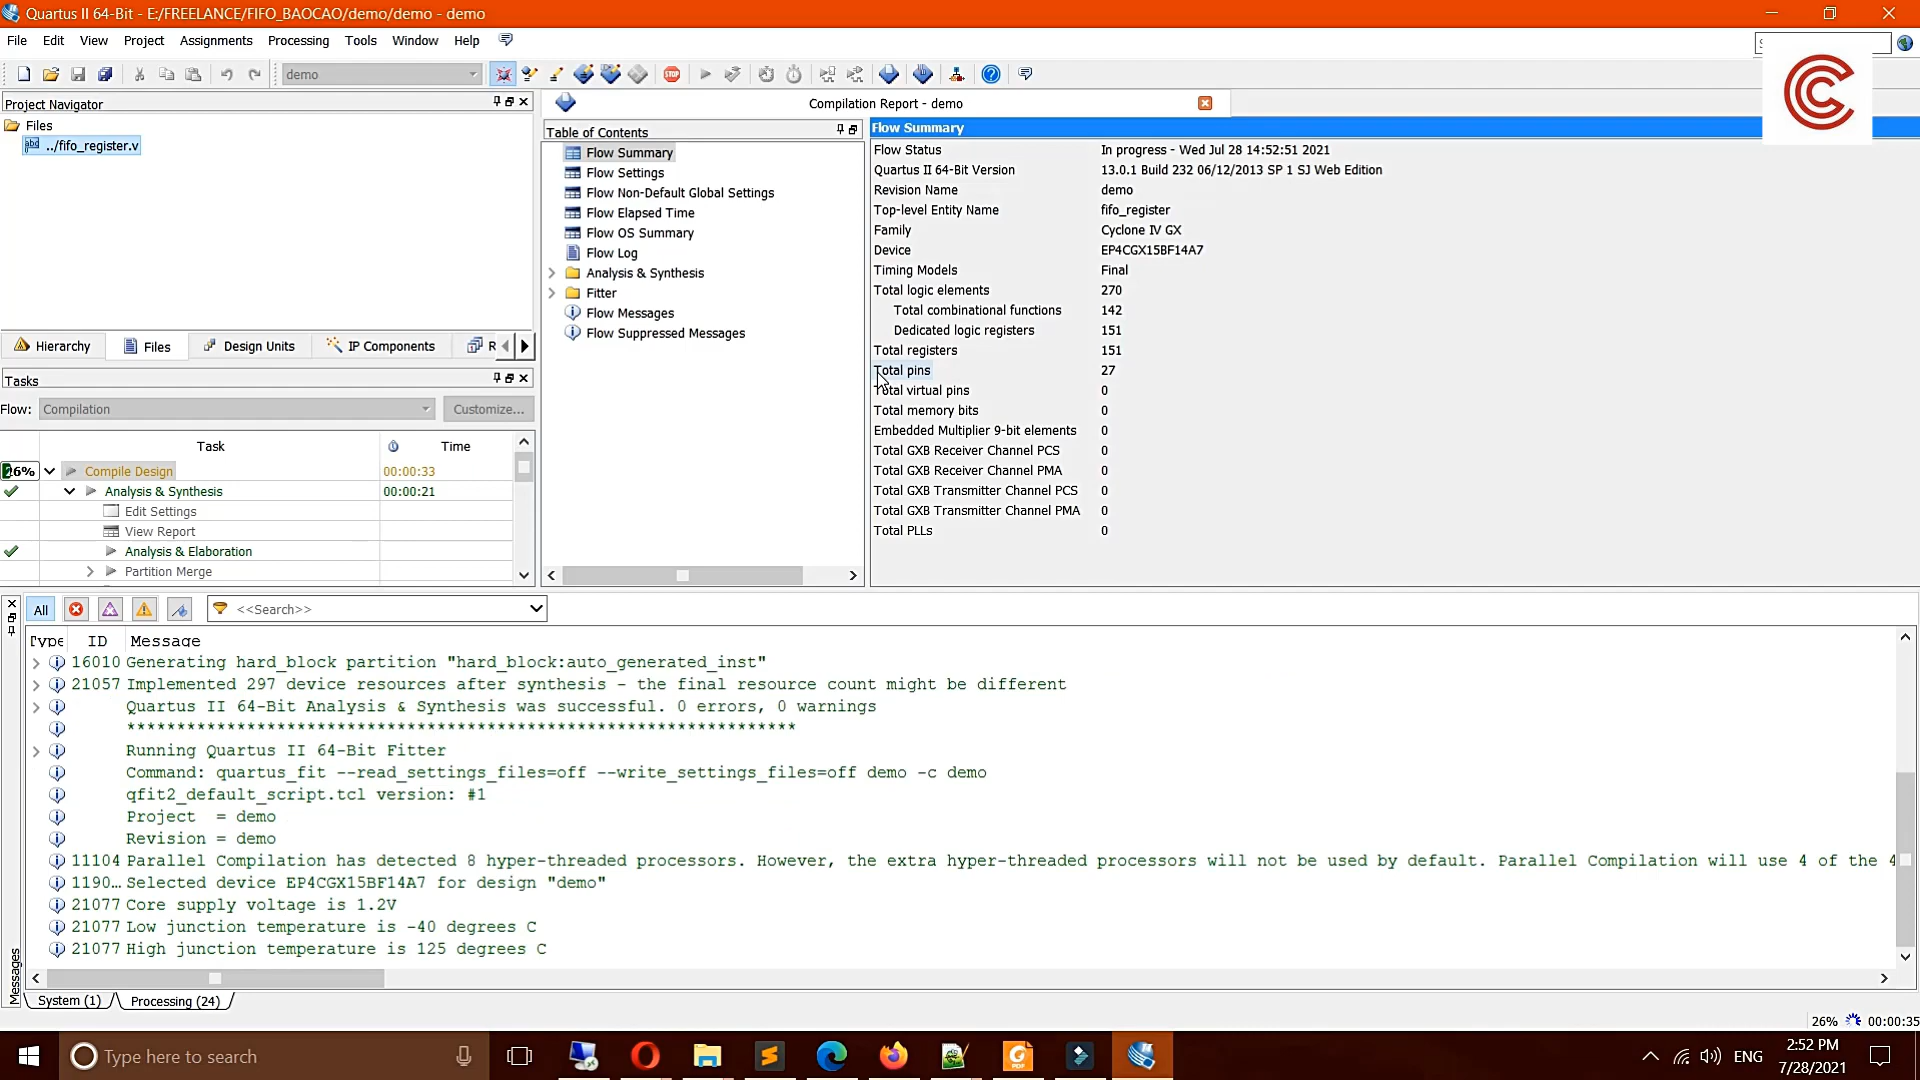 Quartus II 64-Bit - E:/FREELANCE/FIFO_BAOCAO/demo/demo - demo
File Edit View Project Assignments Processing Tools Window Help
demo
Project Navigator
Files
../fifo_register.v
Hierarchy Files Design Units IP Components R
Tasks
Flow: Compilation Customize...
Task Time
26% Compile Design 00:00:33
Analysis & Synthesis 00:00:21
Edit Settings
View Report
Analysis & Elaboration
Partition Merge
Compilation Report - demo
Table of Contents
Flow Summary
Flow Settings
Flow Non-Default Global Settings
Flow Elapsed Time
Flow OS Summary
Flow Log
Analysis & Synthesis
Fitter
Flow Messages
Flow Suppressed Messages
Flow Summary
Flow Status In progress - Wed Jul 28 14:52:51 2021
Quartus II 64-Bit Version 13.0.1 Build 232 06/12/2013 SP 1 SJ Web Edition
Revision Name demo
Top-level Entity Name fifo_register
Family Cyclone IV GX
Device EP4CGX15BF14A7
Timing Models Final
Total logic elements 270
Total combinational functions 142
Dedicated logic registers 151
Total registers 151
Total pins 27
Total virtual pins 0
Total memory bits 0
Embedded Multiplier 9-bit elements 0
Total GXB Receiver Channel PCS 0
Total GXB Receiver Channel PMA 0
Total GXB Transmitter Channel PCS 0
Total GXB Transmitter Channel PMA 0
Total PLLs 0
All <<Search>>
Type ID Message
16010 Generating hard_block partition "hard_block:auto_generated_inst"
21057 Implemented 297 device resources after synthesis - the final resource count might be different
Quartus II 64-Bit Analysis & Synthesis was successful. 0 errors, 0 warnings
*******************************************************************
Running Quartus II 64-Bit Fitter
Command: quartus_fit --read_settings_files=off --write_settings_files=off demo -c demo
qfit2_default_script.tcl version: #1
Project = demo
Revision = demo
11104 Parallel Compilation has detected 8 hyper-threaded processors. However, the extra hyper-threaded processors will not be used by default. Parallel Compilation will use 4 of the 4
1190... Selected device EP4CGX15BF14A7 for design "demo"
21077 Core supply voltage is 1.2V
21077 Low junction temperature is -40 degrees C
21077 High junction temperature is 125 degrees C
Messages
System (1) Processing (24)
26% 00:00:35
Type here to search
ENG
2:52 PM
7/28/2021